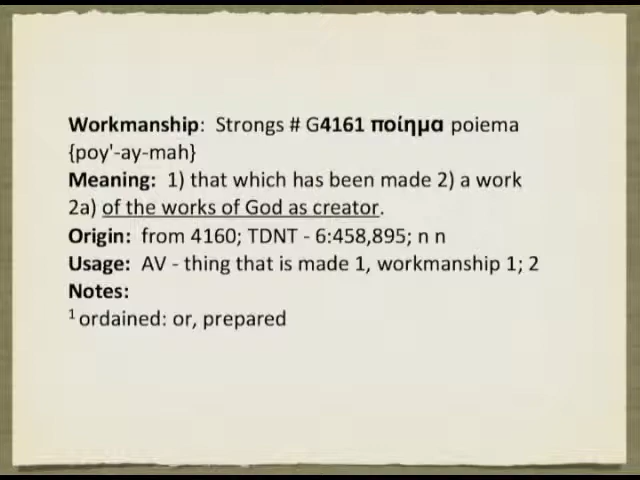 Workmanship: Strongs # G4161 ποίημα poiema
{poy'-ay-mah}
Meaning: 1) that which has been made 2) a work
2a) of the works of God as creator.
Origin: from 4160; TDNT - 6:458,895; n n
Usage: AV - thing that is made 1, workmanship 1; 2
Notes:
¹ ordained: or, prepared